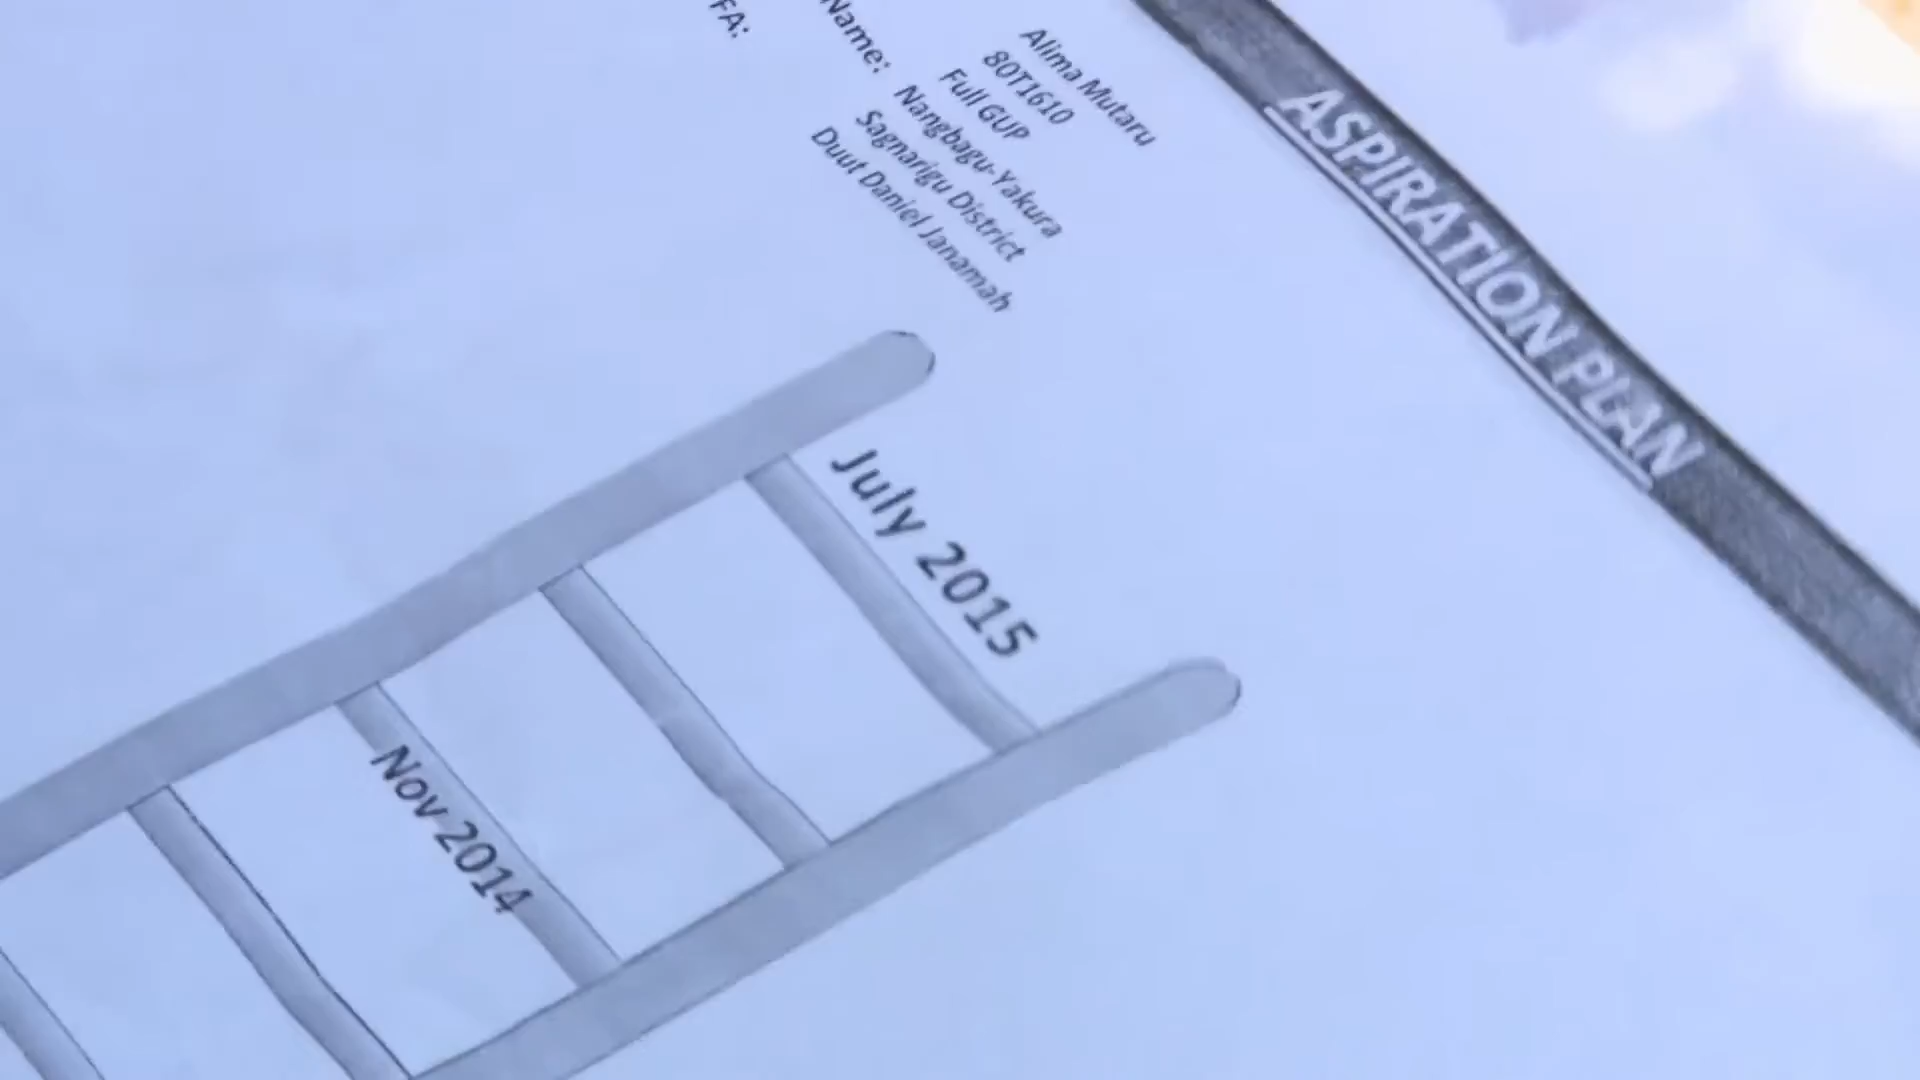 ASPIRATION PLAN
Alima Mutaru
80T1610
Full GUP
Name: Nangbagu-Yakura
Sagnarigu District
FA: Duut Daniel Janamah
July 2015
Nov 2014